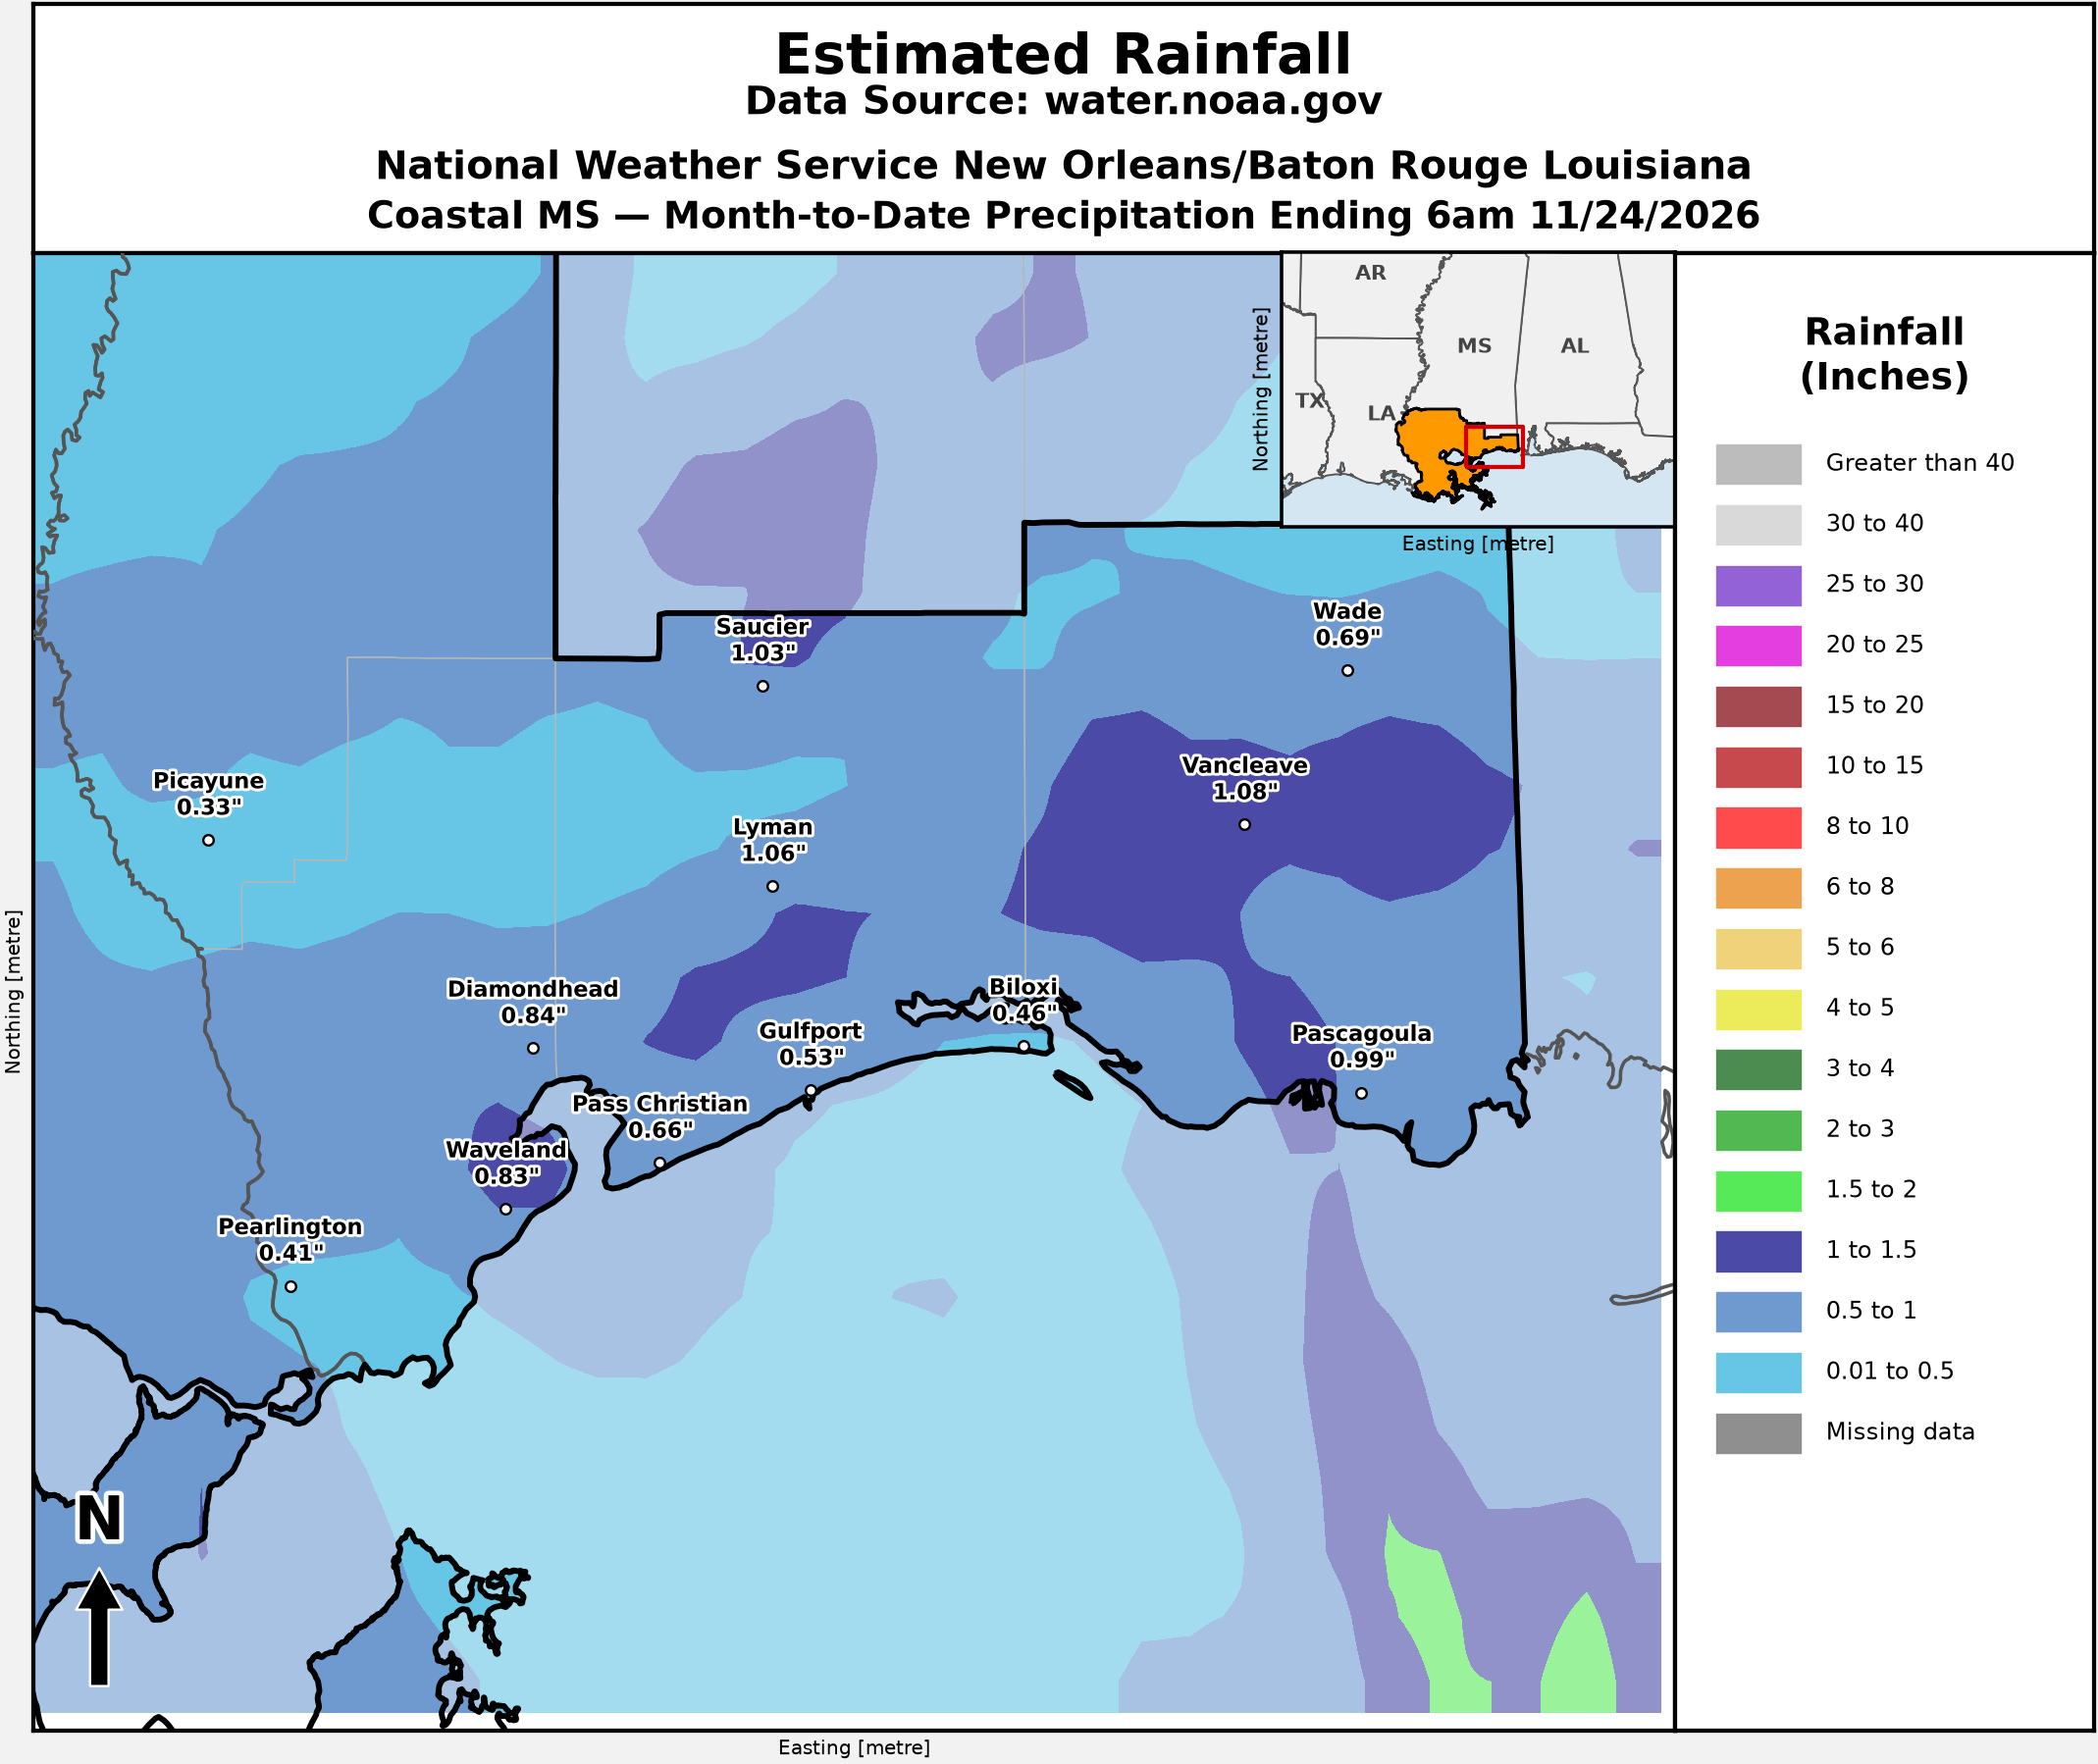 Estimated Rainfall
Data Source: water.noaa.gov
National Weather Service New Orleans/Baton Rouge Louisiana
Coastal MS — Month-to-Date Precipitation Ending 6am 11/24/2026
AR
MS
AL
TX
LA
Northing [metre]
Easting [metre]
Saucier
1.03"
Wade
0.69"
Picayune
0.33"
Vancleave
1.08"
Lyman
1.06"
Diamondhead
0.84"
Biloxi
0.46"
Gulfport
0.53"
Pascagoula
0.99"
Pass Christian
0.66"
Waveland
0.83"
Pearlington
0.41"
N
Northing [metre]
Easting [metre]
Rainfall
(Inches)
Greater than 40
30 to 40
25 to 30
20 to 25
15 to 20
10 to 15
8 to 10
6 to 8
5 to 6
4 to 5
3 to 4
2 to 3
1.5 to 2
1 to 1.5
0.5 to 1
0.01 to 0.5
Missing data